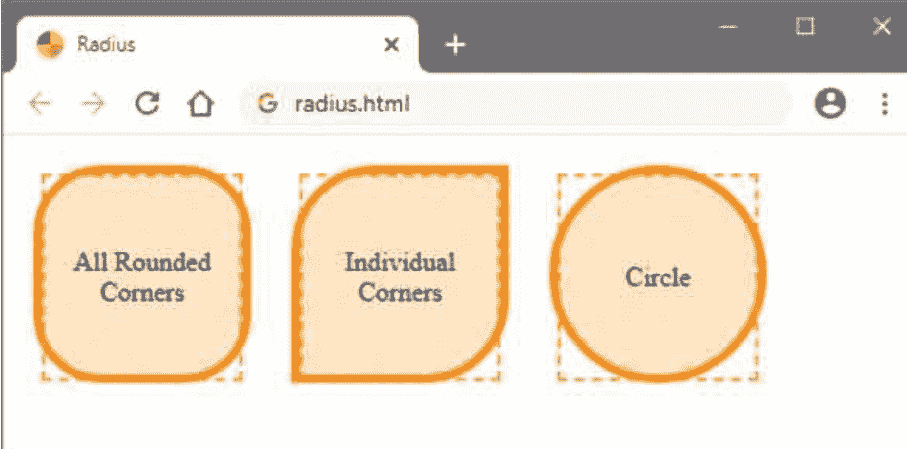 Radius
radius.html
All Rounded
Corners
Individual
Corners
Circle